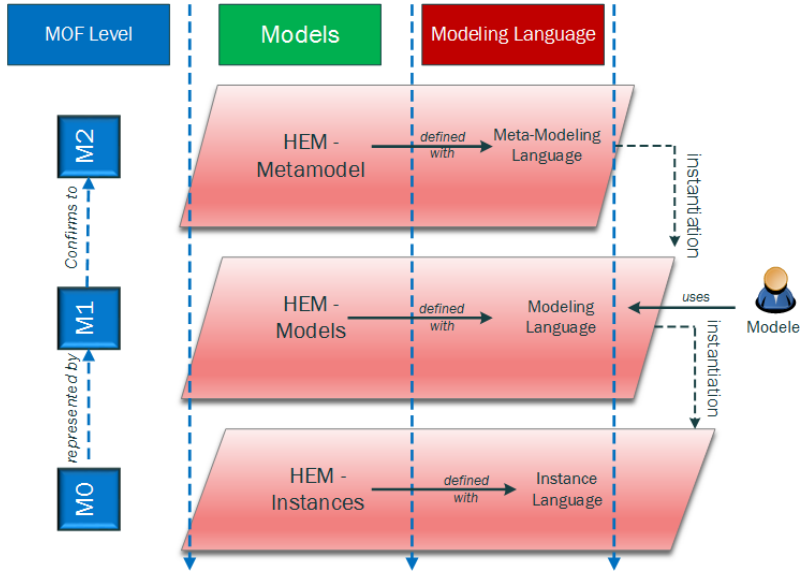 MOF Level
Models
Modeling Language
M2
HEM -
Metamodel
defined
with
Meta-Modeling
Language
instantiation
Confirms to
M1
HEM -
Models
defined
with
Modeling
Language
uses
Modele
instantiation
represented by
M0
HEM -
Instances
defined
with
Instance
Language